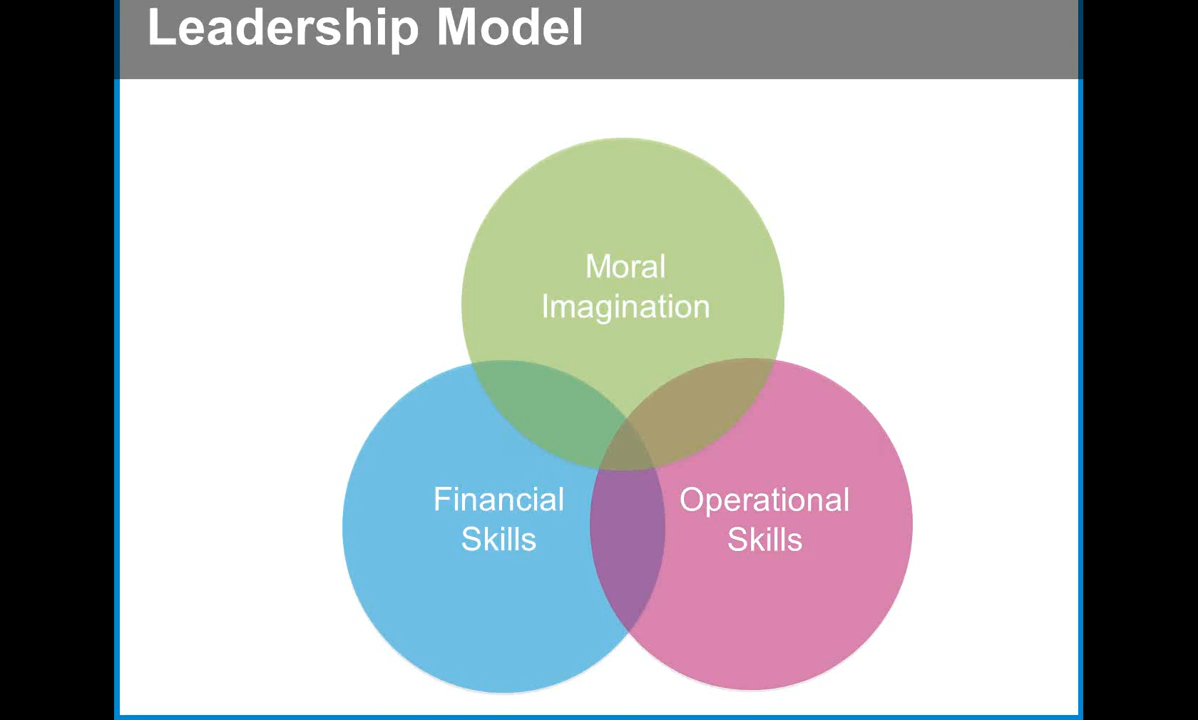 Leadership Model
Moral
Imagination
Financial
Skills
Operational
Skills